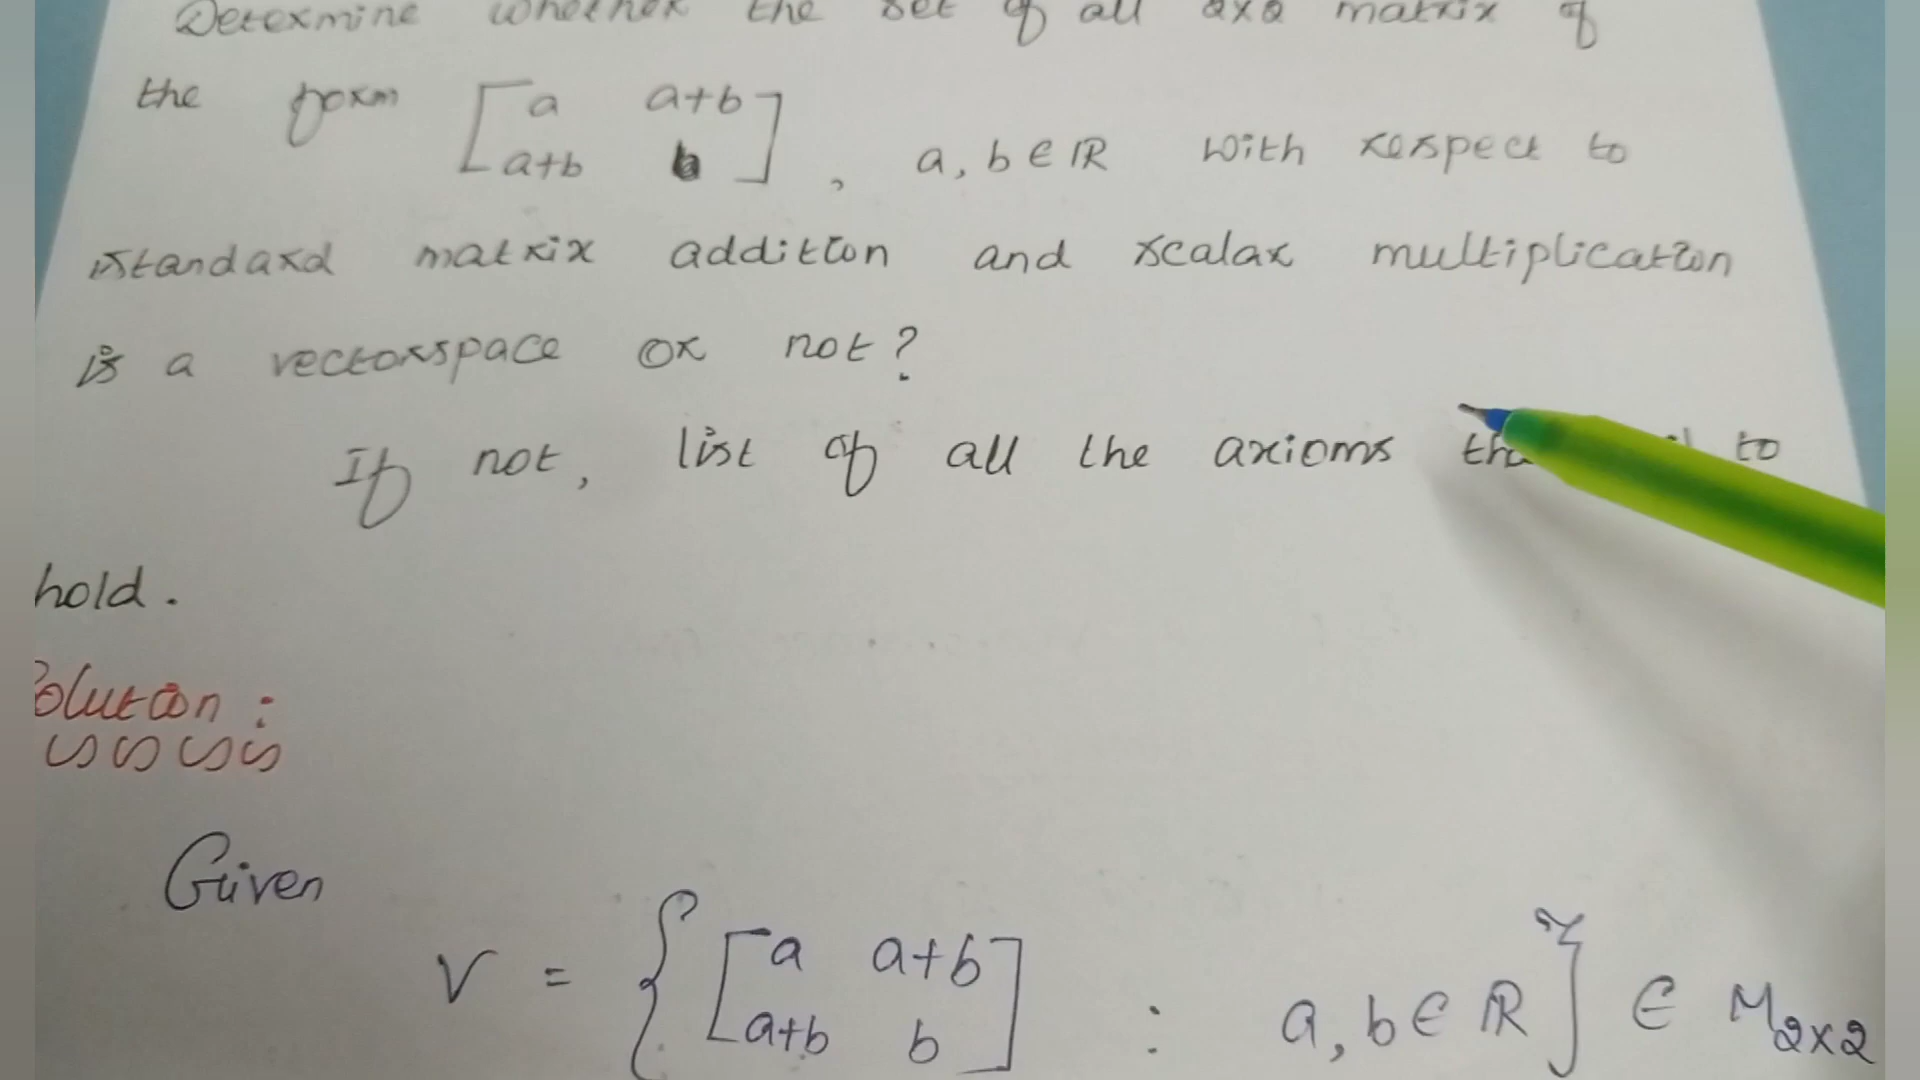 Determine whether the set of all 2x2 matrix of
the form [a a+b
a+b b], a, b ∈ ℝ with respect to
standard matrix addition and scalar multiplication
is a vectorspace or not?
If not, list of all the axioms to
hold.
Solution:
Given
V = { [a a+b
a+b b] : a, b ∈ ℝ } ∈ M2x2